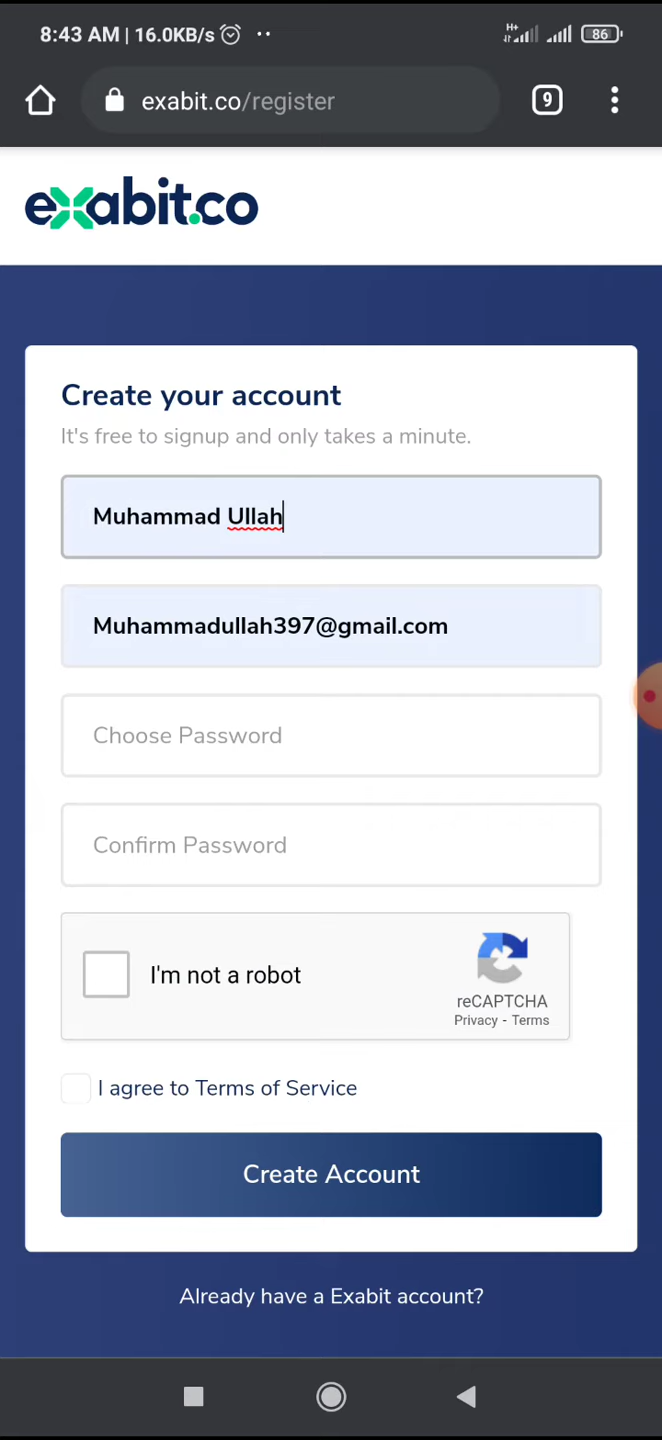 8:43 AM | 16.0KB/s
H+
86
exabit.co/register
9
exabit.co
Create your account
It's free to signup and only takes a minute.
Muhammad Ullah
Muhammadullah397@gmail.com
Choose Password
Confirm Password
I'm not a robot
reCAPTCHA
Privacy - Terms
I agree to Terms of Service
Create Account
Already have a Exabit account?